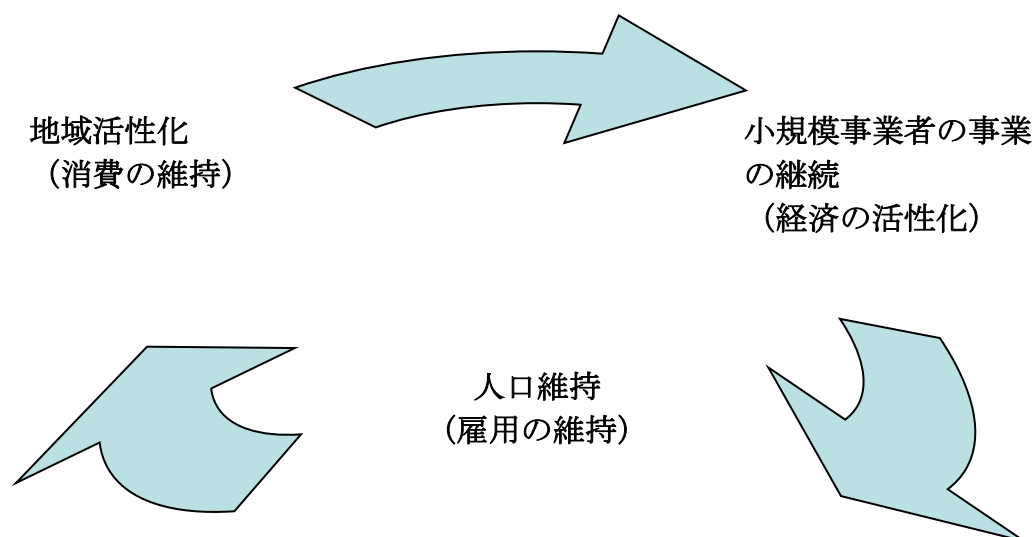 地域活性化
（消費の維持）
小規模事業者の事業
の継続
（経済の活性化）
人口維持
（雇用の維持）